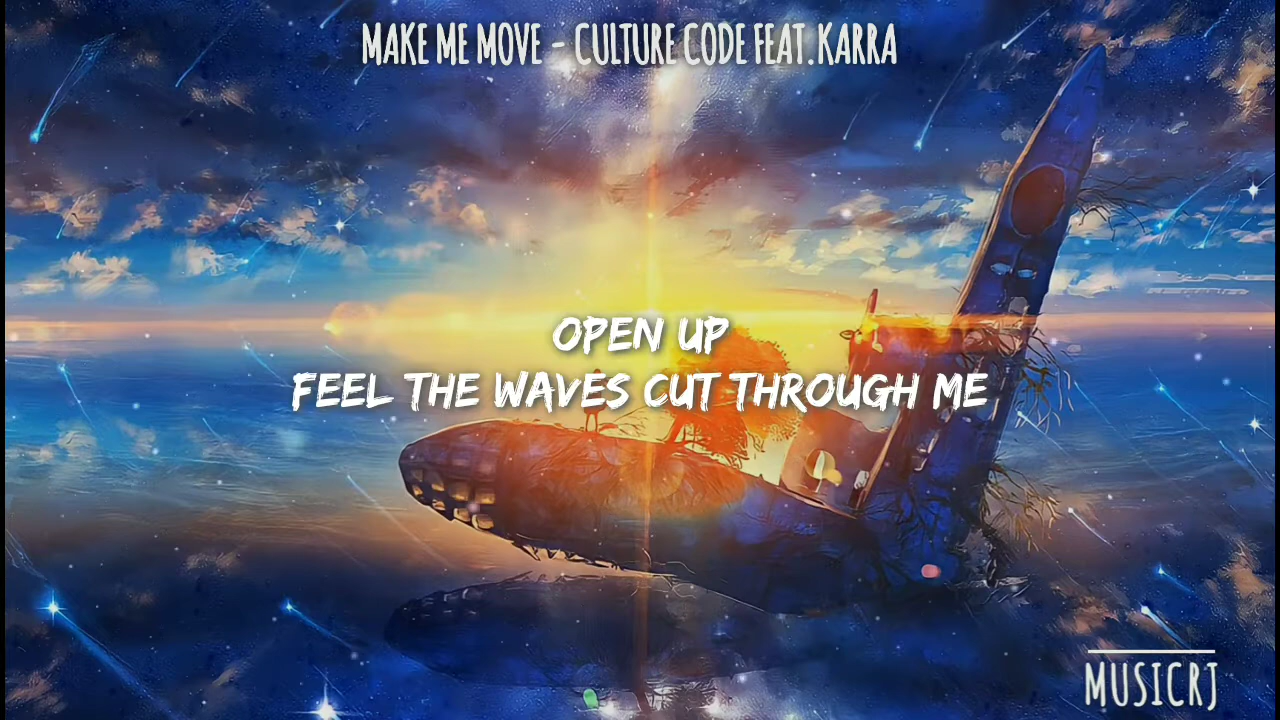 MAKE ME MOVE - CULTURE CODE FEAT. KARRA
OPEN UP
FEEL THE WAVES CUT THROUGH ME
MUSICRJ